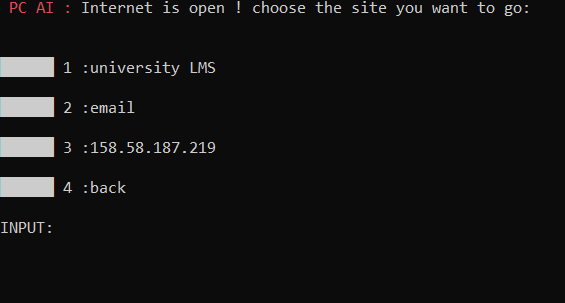 PC AI : Internet is open ! choose the site you want to go:
1 :university LMS
2 :email
3 :158.58.187.219
4 :back
INPUT: